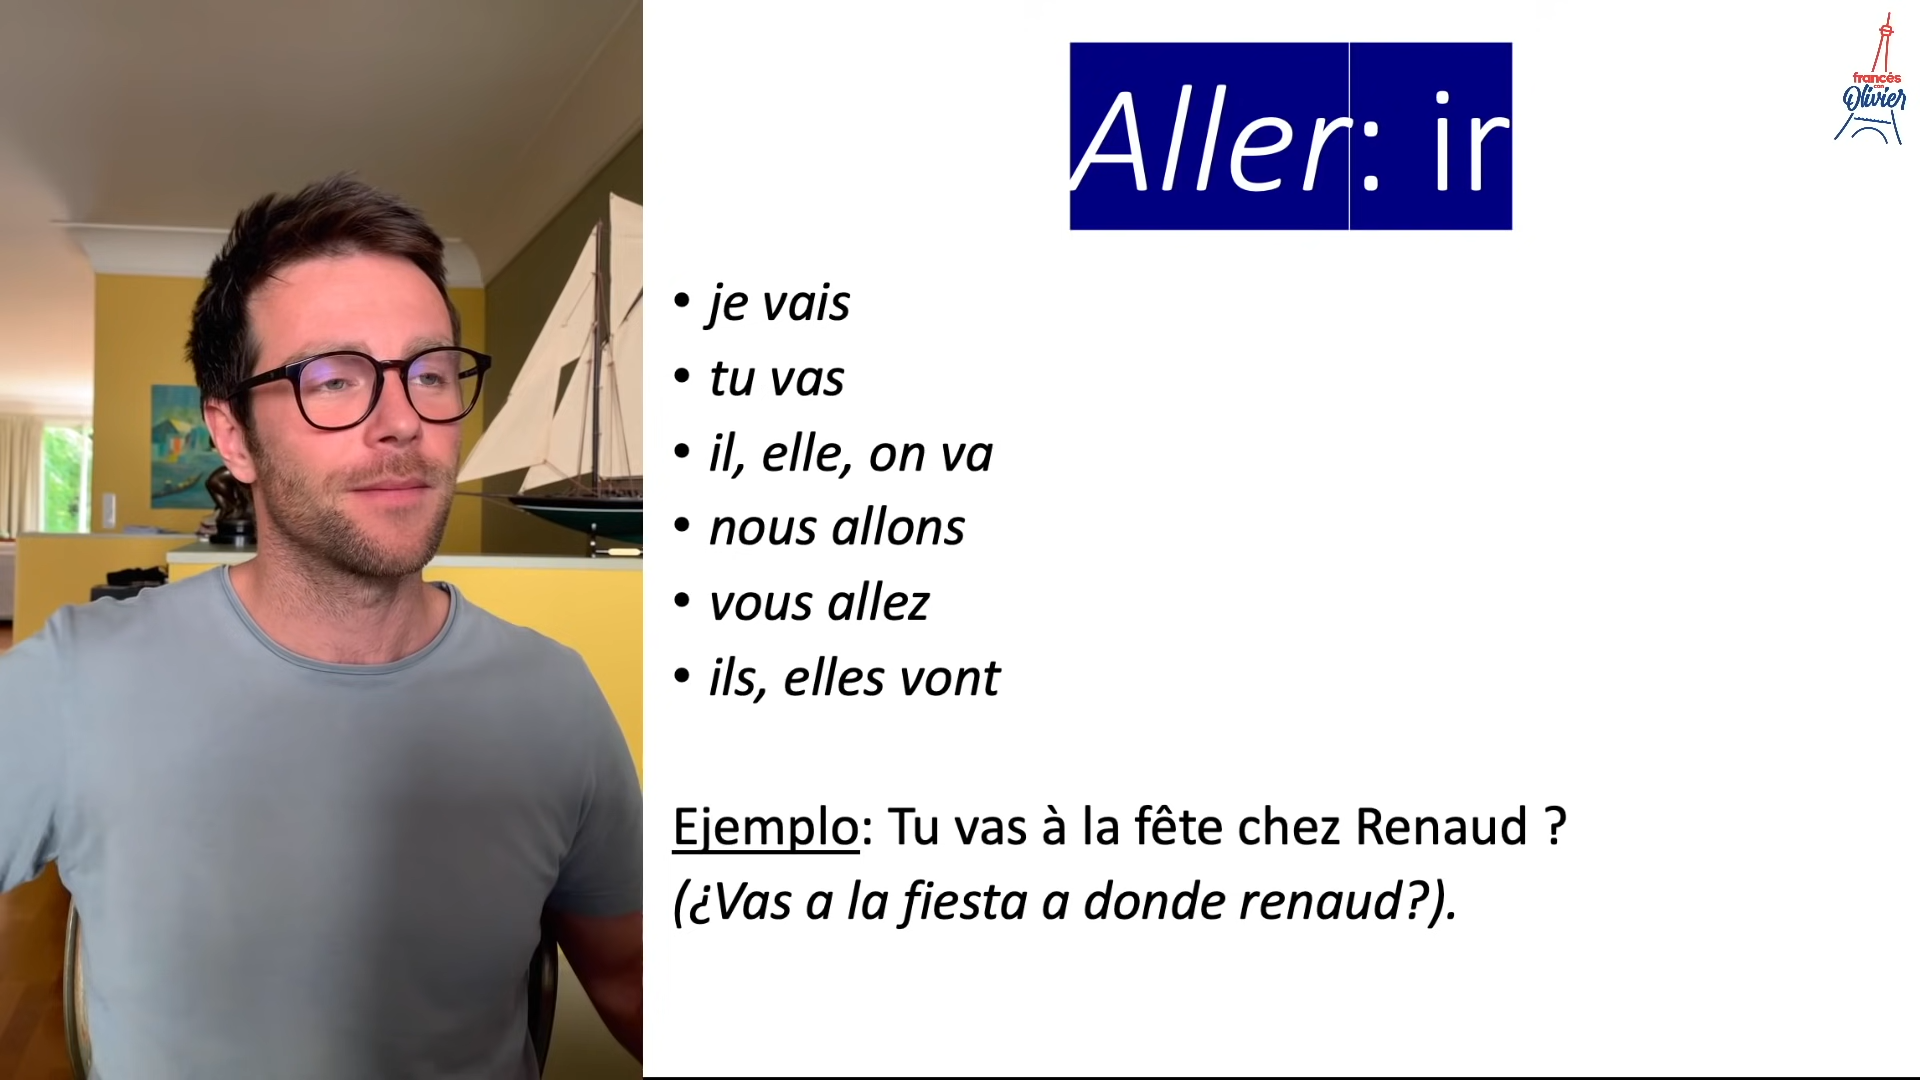 Aller: ir
francés
con
Olivier
• je vais
• tu vas
• il, elle, on va
• nous allons
• vous allez
• ils, elles vont
Ejemplo: Tu vas à la fête chez Renaud ?
(¿Vas a la fiesta a donde renaud?).